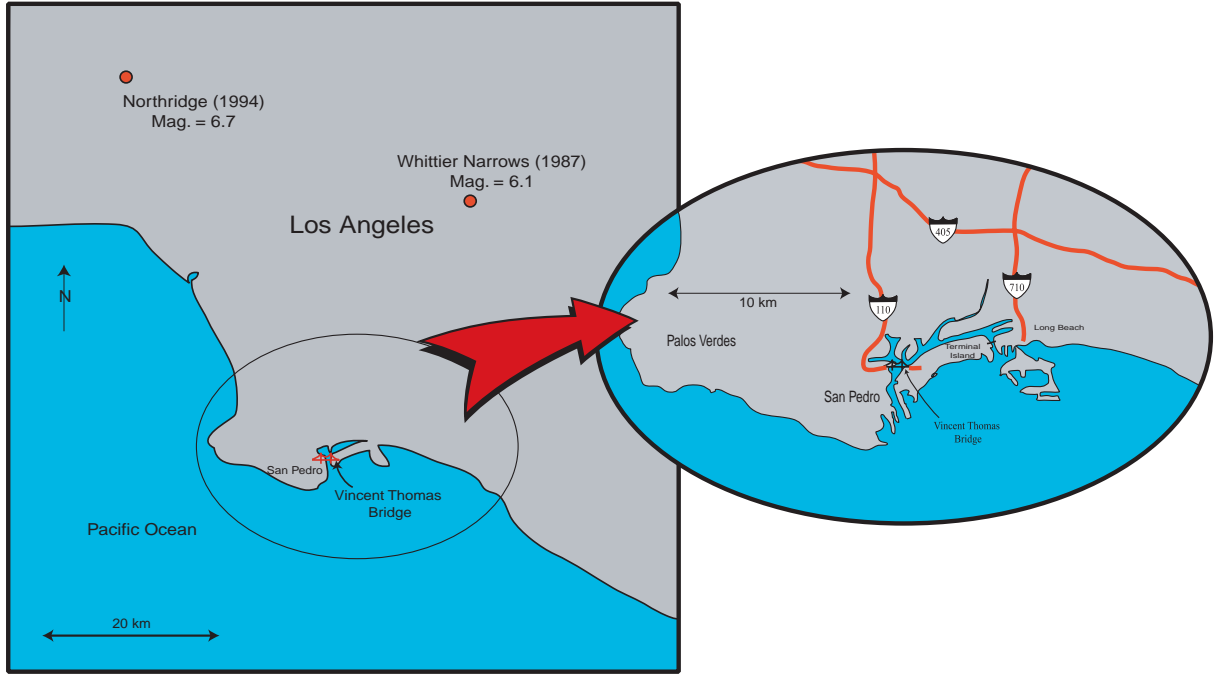 Northridge (1994)
Mag. = 6.7
Whittier Narrows (1987)
Mag. = 6.1
Los Angeles
N
San Pedro
Vincent Thomas
Bridge
Pacific Ocean
20 km
405
10 km
110
710
Long Beach
Palos Verdes
Terminal
Island
San Pedro
Vincent Thomas
Bridge